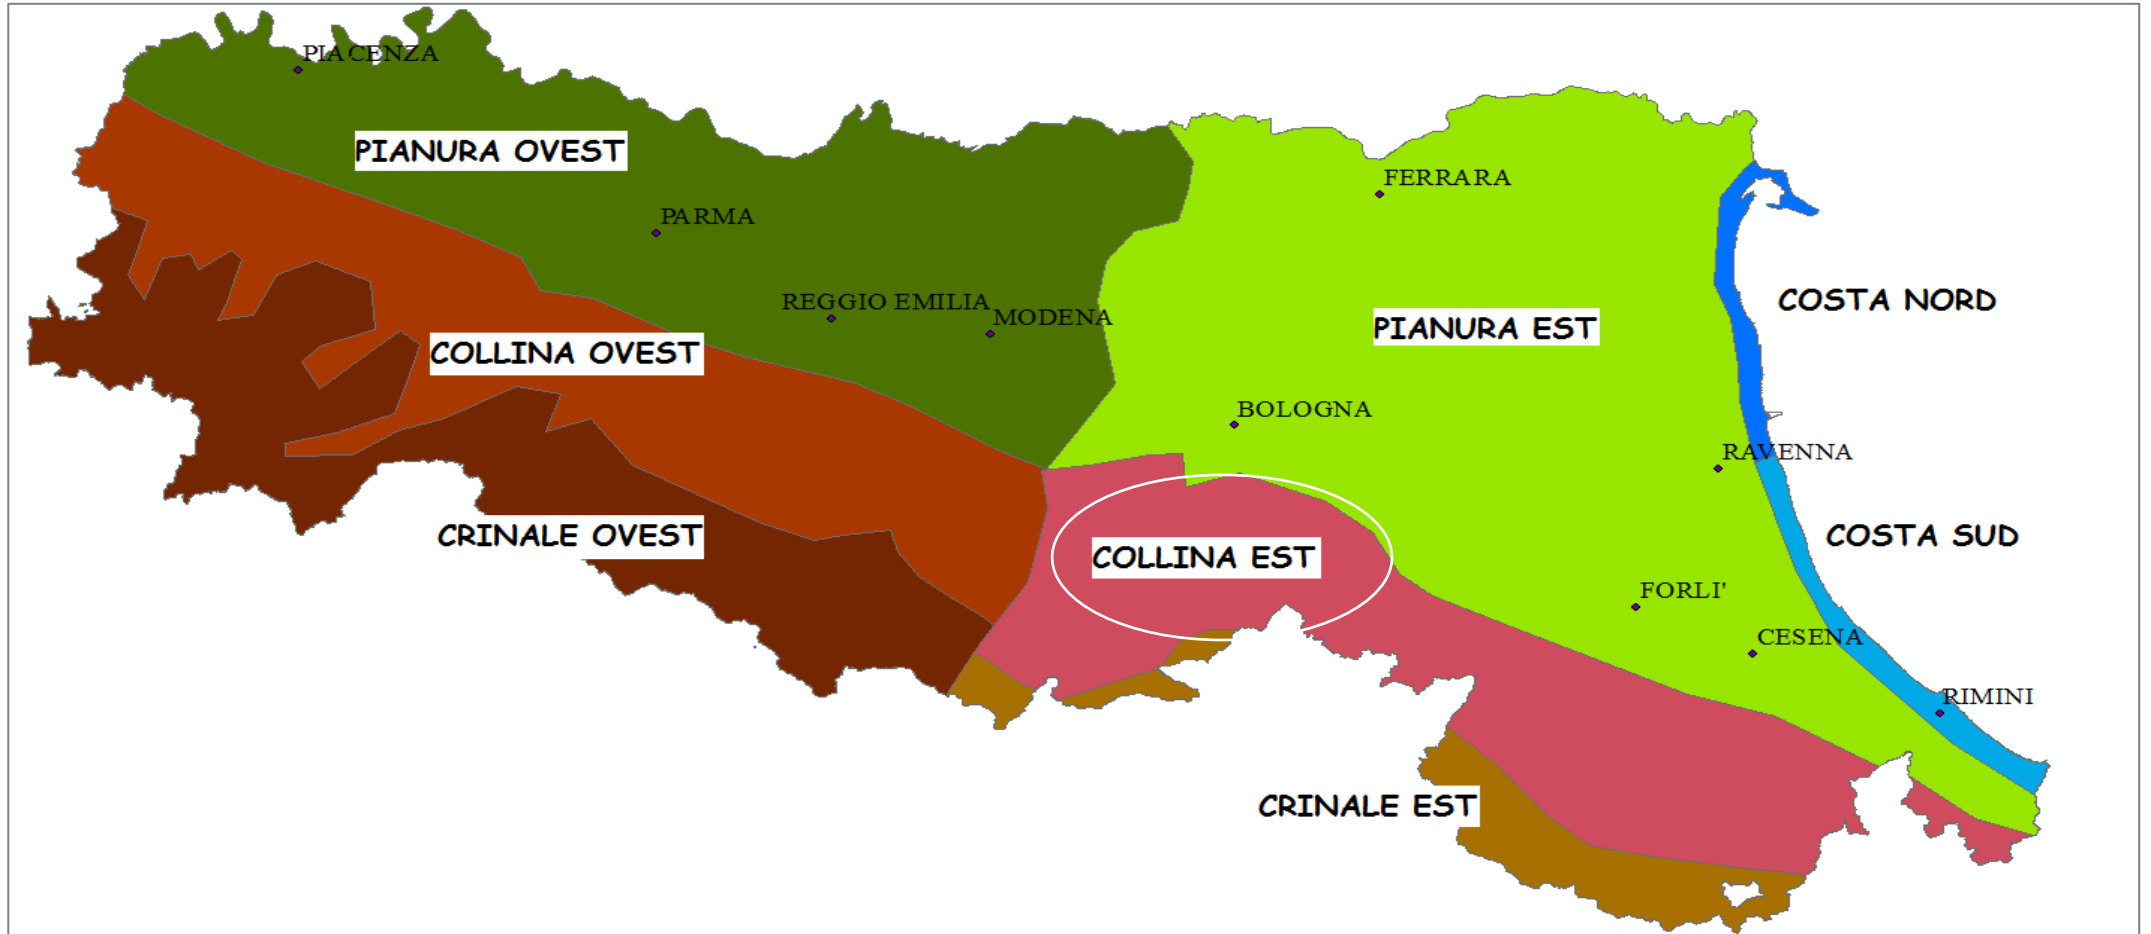 PIACENZA
PIANURA OVEST
FERRARA
PARMA
REGGIO EMILIA
COSTA NORD
MODENA
PIANURA EST
COLLINA OVEST
BOLOGNA
RAVENNA
CRINALE OVEST
COSTA SUD
COLLINA EST
FORLI'
CESENA
RIMINI
CRINALE EST